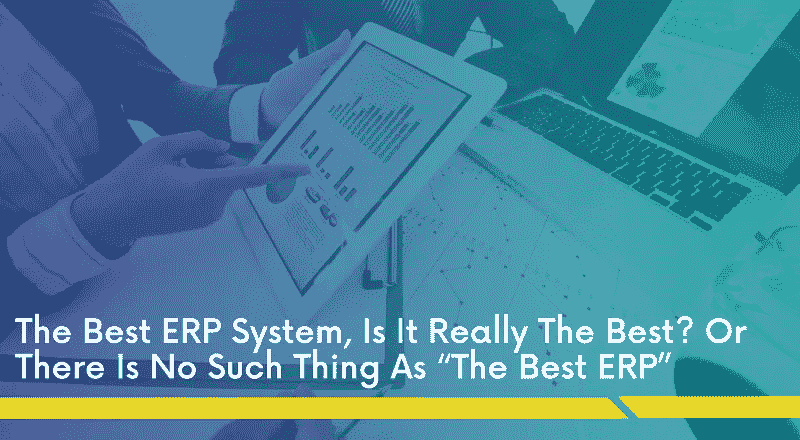 The Best ERP System, Is It Really The Best? Or
There Is No Such Thing As “The Best ERP”